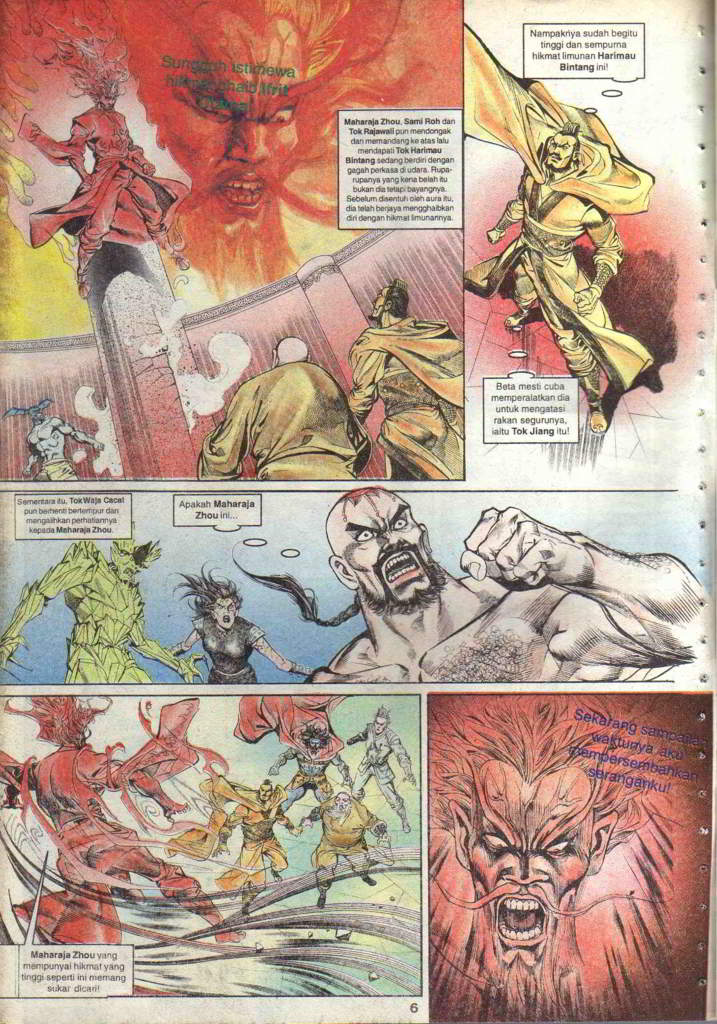 Sungguh istimewa
hikmat ghaib Ifrit
Maharaja Zhou, Sami Roh dan
Tok Rajawali pun mendongak
dan memandang ke atas lalu
mendapati Tok Harimau
Bintang sedang berdiri dengan
gagah perkasa di udara. Rupa-
rupanya yang kena belah itu
bukan dia tetapi bayangnya.
Sebelum disentuh oleh aura itu,
dia telah berjaya mengghaibkan
diri dengan hikmat limunannya.
Nampaknya sudah begitu
tinggi dan sempurna
hikmat limunan Harimau
Bintang ini!
Beta mesti cuba
memperalatkan dia
untuk mengatasi
rakan segurunya,
iaitu Tok Jiang itu!
Sementara itu, Tok Waja Cacat
pun berhenti bertempur dan
mengalihkan perhatiannya
kepada Maharaja Zhou.
Apakah Maharaja
Zhou ini...
Maharaja Zhou yang
mempunyai hikmat yang
tinggi seperti ini memang
sukar dicari!
Sekarang sampailah
waktunya aku
mempersembahkan
seranganku!
6